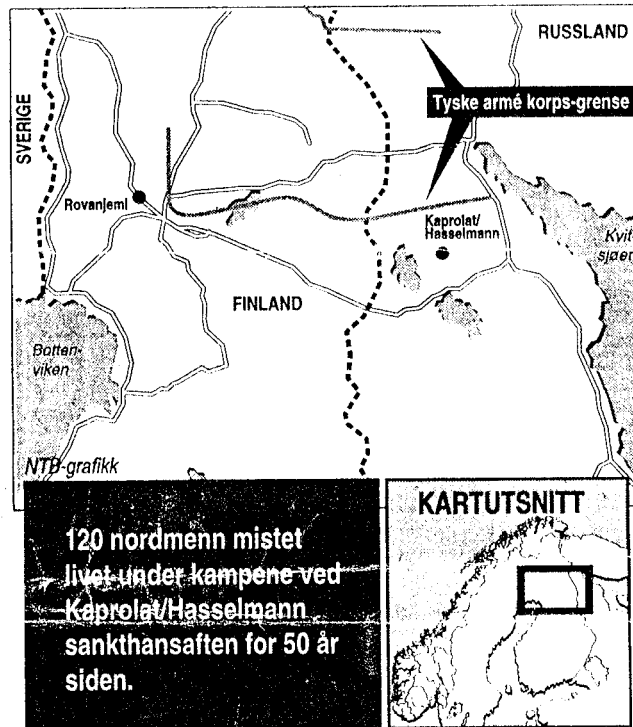 RUSSLAND
Tyske armé korps-grense
SVERIGE
Rovanjemi
Kaprolat/
Hasselmann
Kvit-
sjøen
FINLAND
Botten-
viken
NTB-grafikk
120 nordmenn mistet
livet under kampene ved
Kaprolat/Hasselmann
sankthansaften for 50 år
siden.
KARTUTSNITT